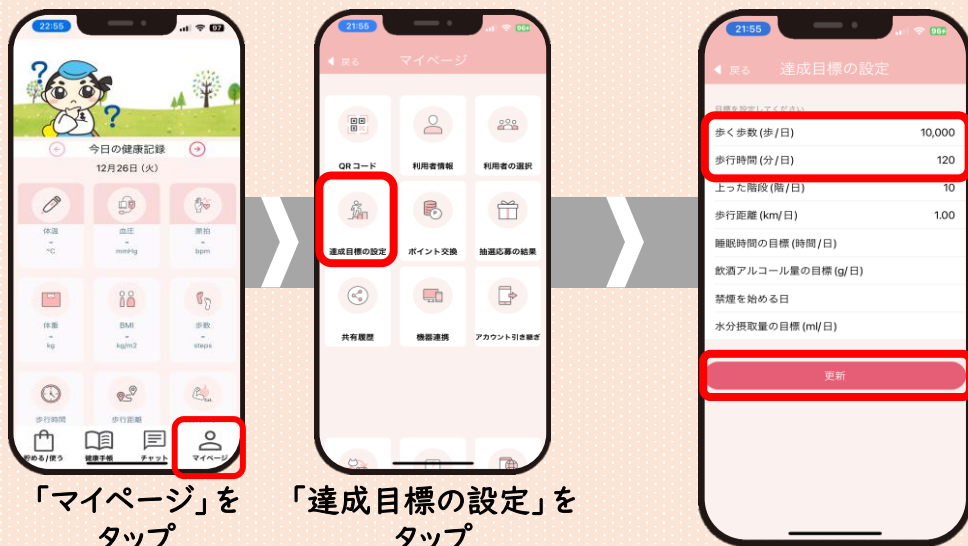 22:55
97
?
?
?
今日の健康記録
12月26日 (火)
体温
-
°C
血圧
-
mmHg
脈拍
-
bpm
体重
-
kg
BMI
-
kg/m2
歩数
-
steps
歩行時間
歩行距離
貯める/使う
健康手帳
チャット
マイページ
「マイページ」を
タップ
21:55
96
戻る
マイページ
QRコード
利用者情報
利用者の選択
達成目標の設定
ポイント交換
抽選応募の結果
共有履歴
機器連携
アカウント引き継ぎ
「達成目標の設定」を
タップ
21:55
96
戻る
達成目標の設定
目標を設定してください
歩く歩数(歩/日) 10,000
歩行時間(分/日) 120
上った階段(階/日) 10
歩行距離(km/日) 1.00
睡眠時間の目標(時間/日)
飲酒アルコール量の目標(g/日)
禁煙を始める日
水分摂取量の目標(ml/日)
更新